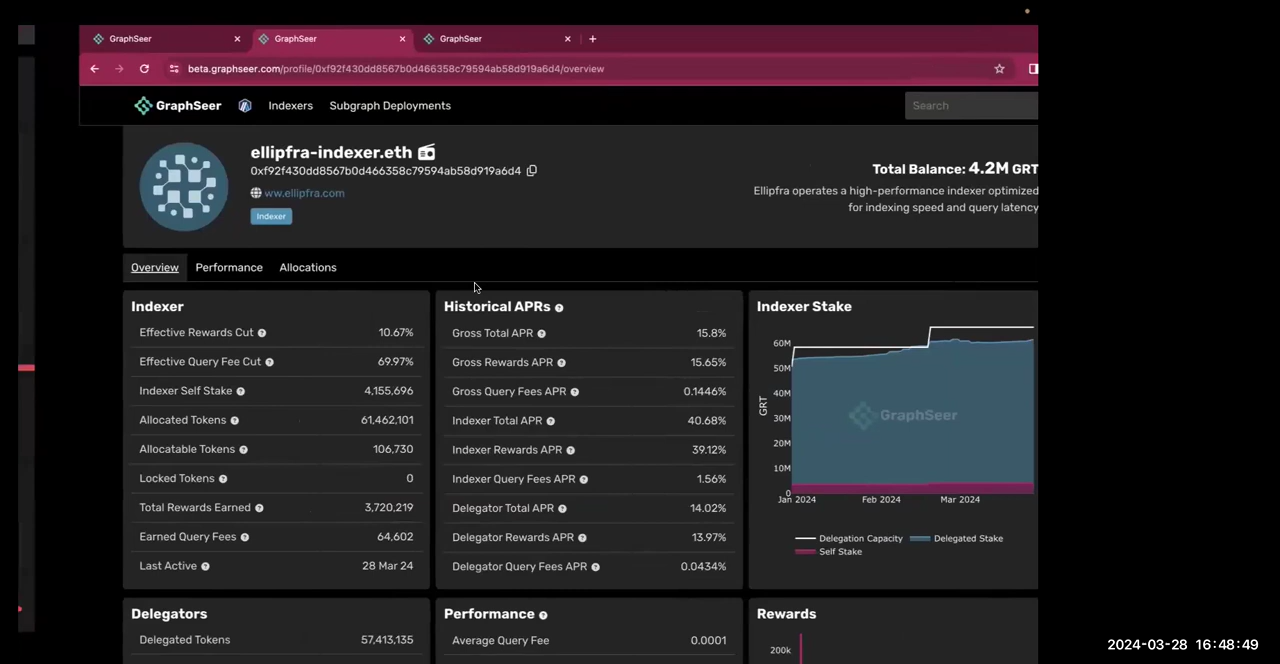 GraphSeer
GraphSeer
GraphSeer
beta.graphseer.com/profile/0xf92f430dd8567b0d466358c79594ab58d919a6d4/overview
GraphSeer Indexers Subgraph Deployments Search
ellipfra-indexer.eth
0xf92f430dd8567b0d466358c79594ab58d919a6d4
ww.ellipfra.com
Indexer
Total Balance: 4.2M GRT
Ellipfra operates a high-performance indexer optimized
for indexing speed and query latency
Overview Performance Allocations
Indexer
Effective Rewards Cut 10.67%
Effective Query Fee Cut 69.97%
Indexer Self Stake 4,155,696
Allocated Tokens 61,462,101
Allocatable Tokens 106,730
Locked Tokens 0
Total Rewards Earned 3,720,219
Earned Query Fees 64,602
Last Active 28 Mar 24
Historical APRs
Gross Total APR 15.8%
Gross Rewards APR 15.65%
Gross Query Fees APR 0.1446%
Indexer Total APR 40.68%
Indexer Rewards APR 39.12%
Indexer Query Fees APR 1.56%
Delegator Total APR 14.02%
Delegator Rewards APR 13.97%
Delegator Query Fees APR 0.0434%
Indexer Stake
60M
50M
40M
30M
20M
10M
0
GRT
GraphSeer
Jan 2024 Feb 2024 Mar 2024
Delegation Capacity Delegated Stake
Self Stake
Delegators
Delegated Tokens 57,413,135
Performance
Average Query Fee 0.0001
Rewards
200k
2024-03-28 16:48:49